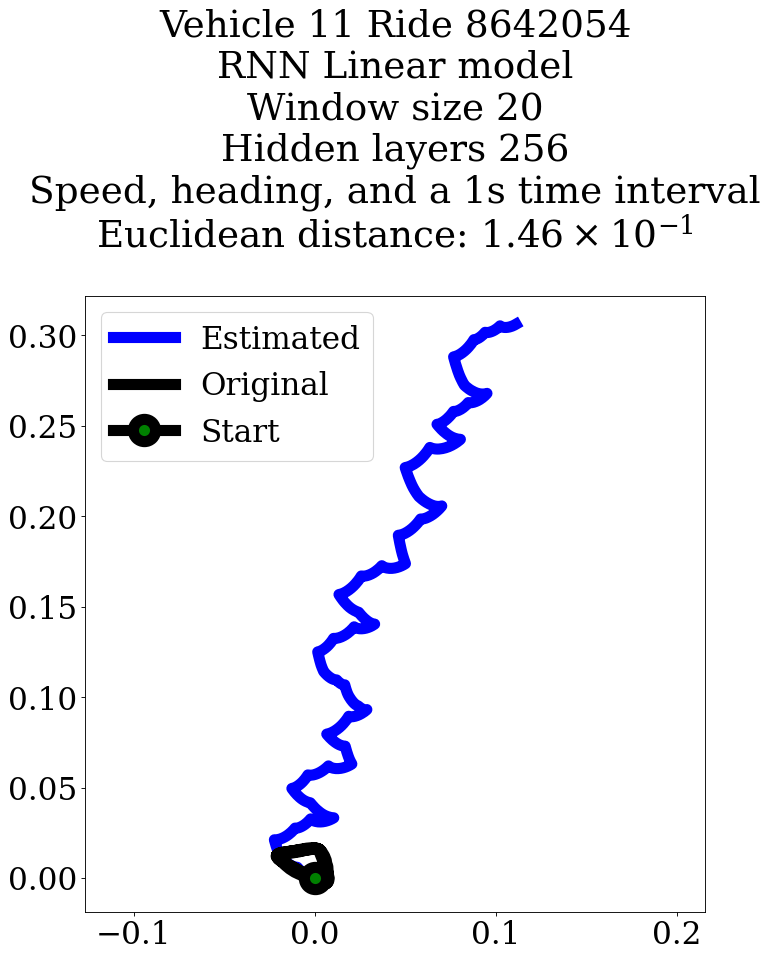 Vehicle 11 Ride 8642054
RNN Linear model
Window size 20
Hidden layers 256
Speed, heading, and a 1s time interval
Euclidean distance: 1.46 × 10⁻¹
Estimated
Original
Start
0.30
0.25
0.20
0.15
0.10
0.05
0.00
−0.1 0.0 0.1 0.2